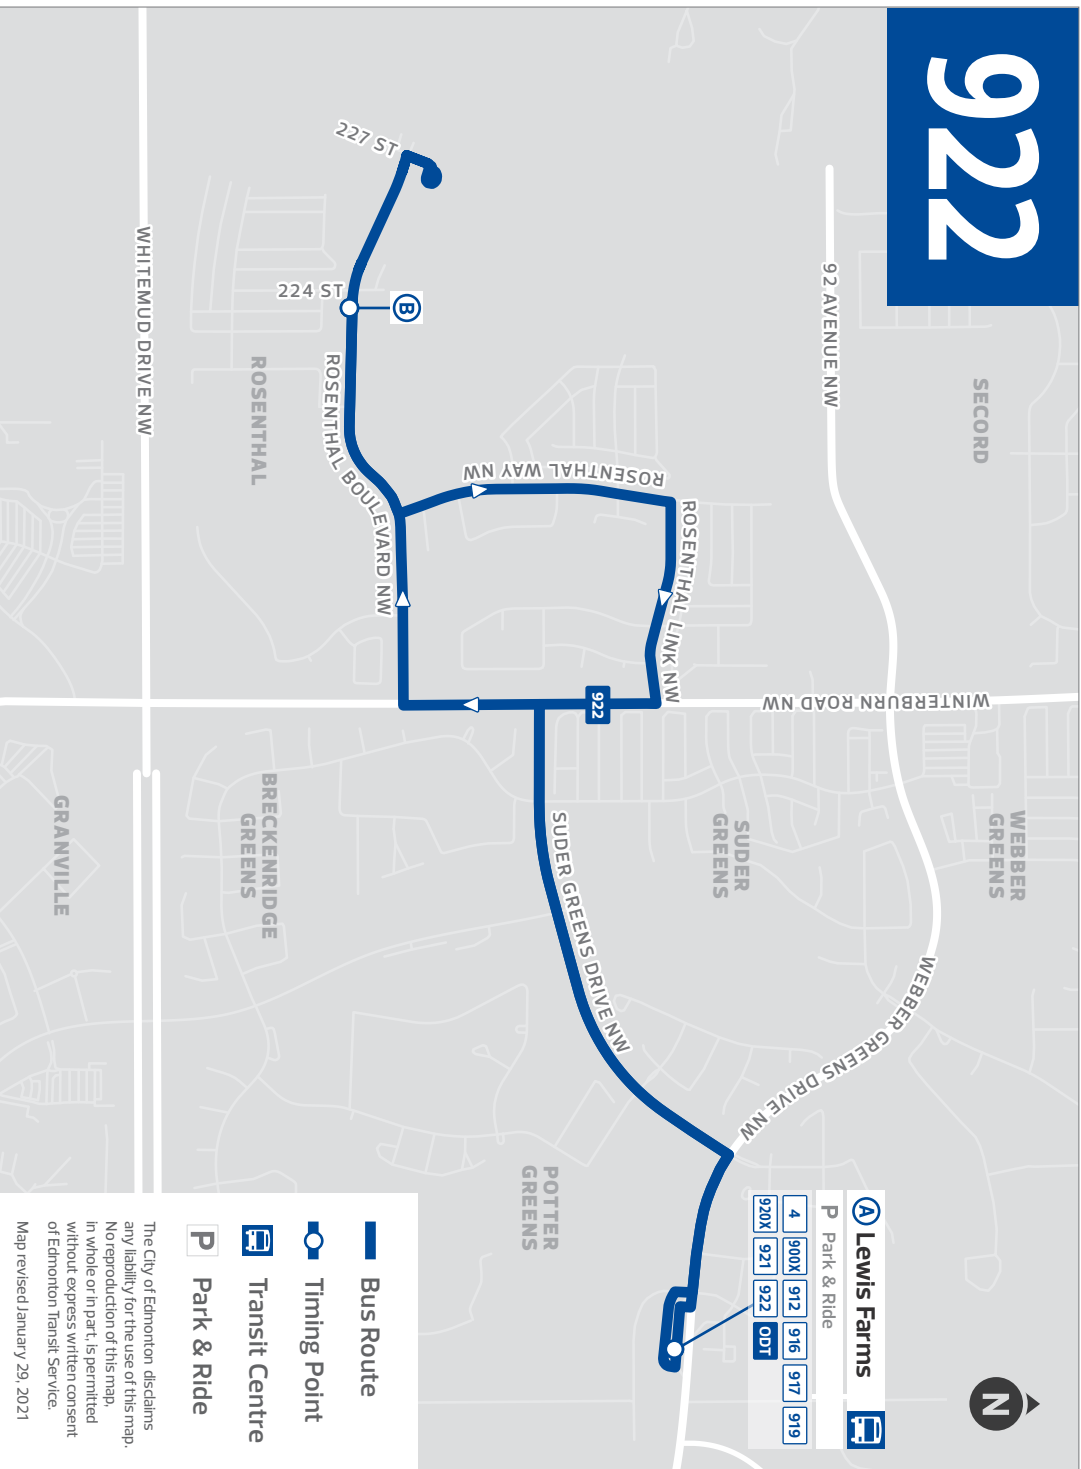 922
SECORD
92 AVENUE NW
WINTERBURN ROAD NW
WEBBER
GREENS
WEBBER GREENS DRIVE NW
SUDER
GREENS
SUDER GREENS DRIVE NW
ROSENTHAL LINK NW
ROSENTHAL WAY NW
922
227 ST
224 ST
B
ROSENTHAL BOULEVARD NW
ROSENTHAL
WHITEMUD DRIVE NW
BRECKENRIDGE
GREENS
GRANVILLE
POTTER
GREENS
A Lewis Farms
P Park & Ride
4 900X 912 916 917 919
920X 921 922 ODT
N
Bus Route
Timing Point
Transit Centre
P Park & Ride
The City of Edmonton disclaims
any liability for the use of this map.
No reproduction of this map,
in whole or in part, is permitted
without express written consent
of Edmonton Transit Service.
Map revised January 29, 2021